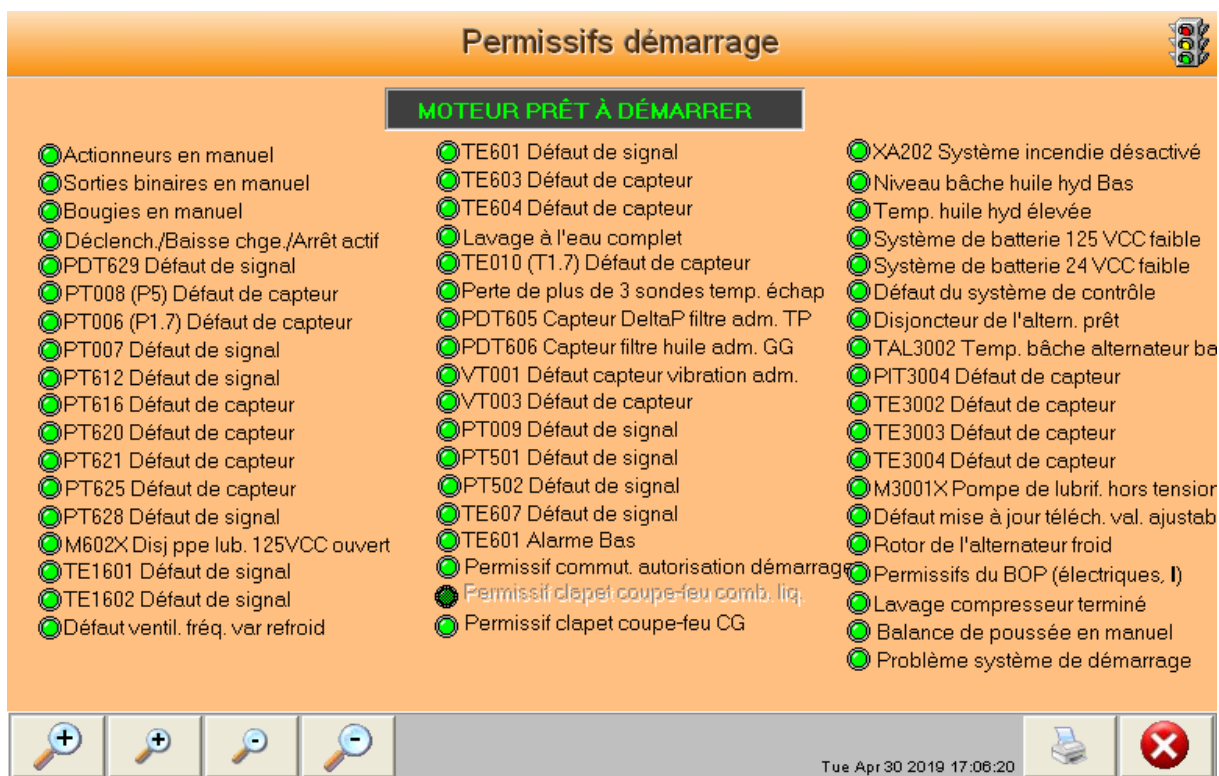 Permissifs démarrage
MOTEUR PRÊT À DÉMARRER
Actionneurs en manuel
Sorties binaires en manuel
Bougies en manuel
Déclench./Baisse chge./Arrêt actif
PDT629 Défaut de signal
PT008 (P5) Défaut de capteur
PT006 (P1.7) Défaut de capteur
PT007 Défaut de signal
PT612 Défaut de signal
PT616 Défaut de capteur
PT620 Défaut de capteur
PT621 Défaut de capteur
PT625 Défaut de capteur
PT628 Défaut de signal
M602X Disj ppe lub. 125VCC ouvert
TE1601 Défaut de signal
TE1602 Défaut de signal
Défaut ventil. fréq. var refroid
TE601 Défaut de signal
TE603 Défaut de capteur
TE604 Défaut de capteur
Lavage à l'eau complet
TE010 (T1.7) Défaut de capteur
Perte de plus de 3 sondes temp. échap
PDT605 Capteur DeltaP filtre adm. TP
PDT606 Capteur filtre huile adm. GG
VT001 Défaut capteur vibration adm.
VT003 Défaut de capteur
PT009 Défaut de signal
PT501 Défaut de signal
PT502 Défaut de signal
TE607 Défaut de signal
TE601 Alarme Bas
Permissif commut. autorisation démarrage
Permissif clapet coupe-feu comb. liq.
Permissif clapet coupe-feu CG
XA202 Système incendie désactivé
Niveau bâche huile hyd Bas
Temp. huile hyd élevée
Système de batterie 125 VCC faible
Système de batterie 24 VCC faible
Défaut du système de contrôle
Disjoncteur de l'altern. prêt
TAL3002 Temp. bâche alternateur ba
PIT3004 Défaut de capteur
TE3002 Défaut de capteur
TE3003 Défaut de capteur
TE3004 Défaut de capteur
M3001X Pompe de lubrif. hors tension
Défaut mise à jour téléch. val. ajustab
Rotor de l'alternateur froid
Permissifs du BOP (électriques, I)
Lavage compresseur terminé
Balance de poussée en manuel
Problème système de démarrage
Tue Apr 30 2019 17:06:20